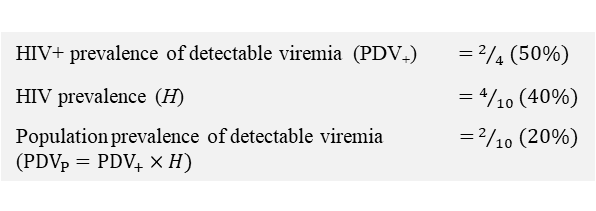 HIV+ prevalence of detectable viremia (PDV₊) = ²/₄ (50%)
HIV prevalence (H) = ⁴/₁₀ (40%)
Population prevalence of detectable viremia = ²/₁₀ (20%)
(PDVₚ = PDV₊ × H)